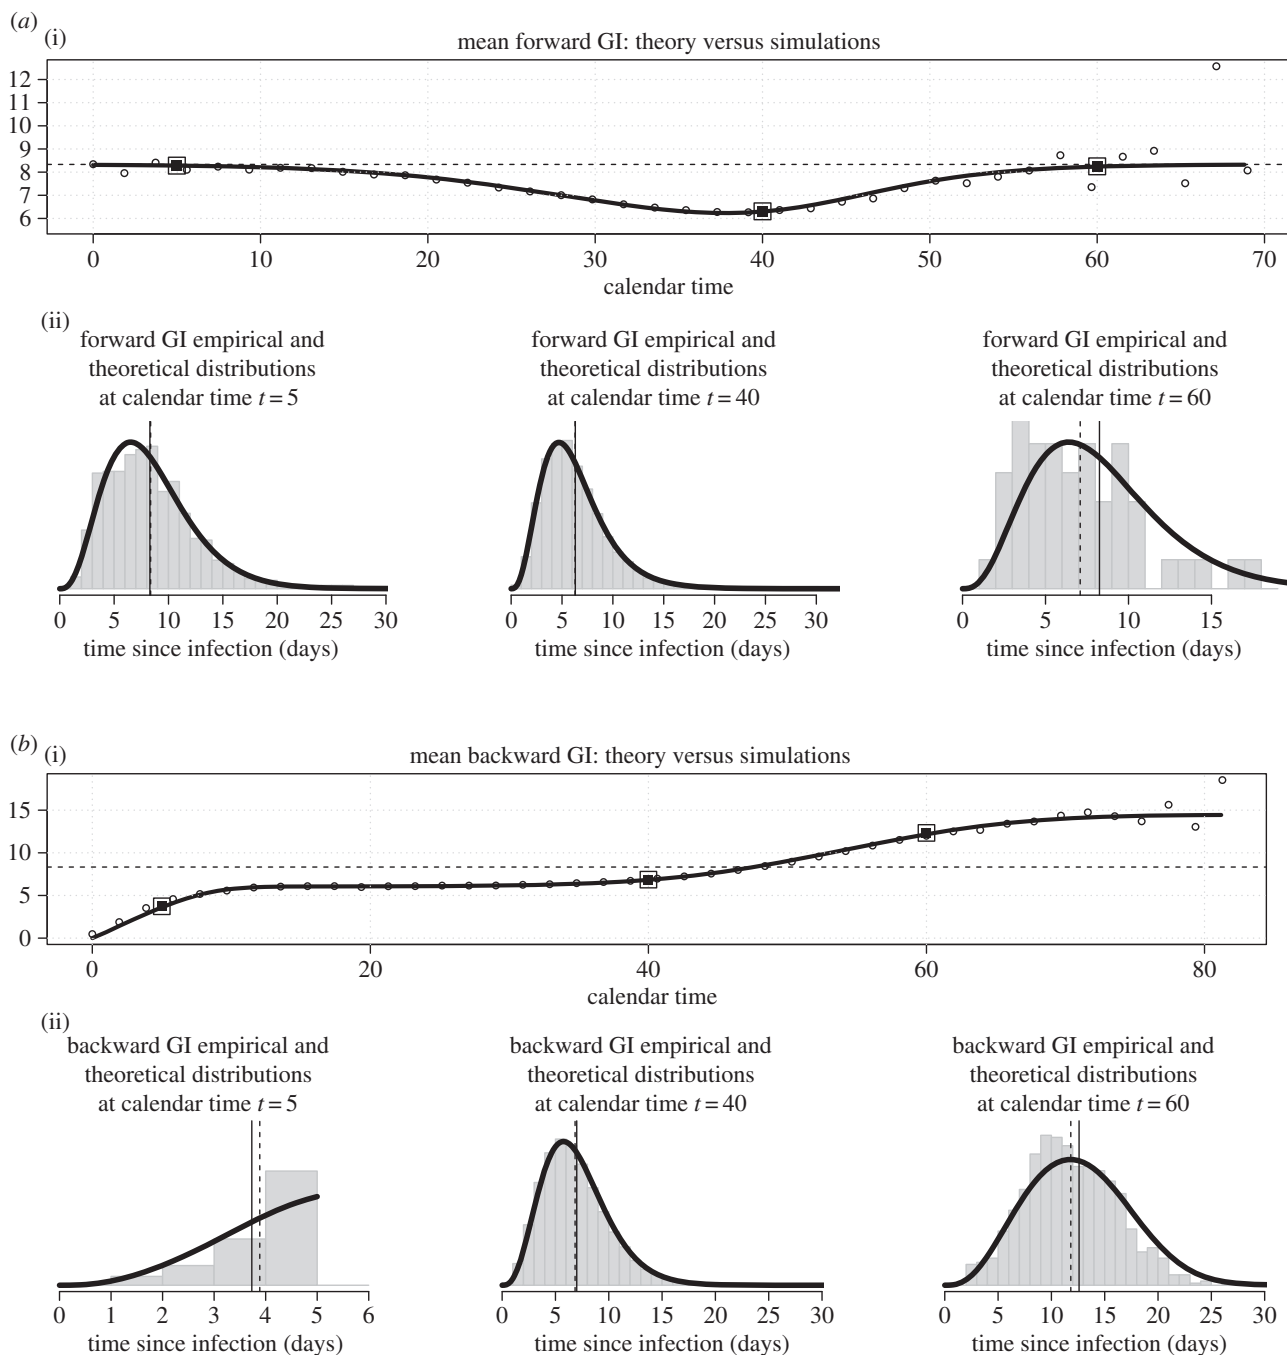 (a)
(i)
mean forward GI: theory versus simulations
12
11
10
9
8
7
6
0 10 20 30 40 50 60 70
calendar time
(ii)
forward GI empirical and
theoretical distributions
at calendar time t = 5
0 5 10 15 20 25 30
time since infection (days)
forward GI empirical and
theoretical distributions
at calendar time t = 40
0 5 10 15 20 25 30
time since infection (days)
forward GI empirical and
theoretical distributions
at calendar time t = 60
0 5 10 15
time since infection (days)
(b)
(i)
mean backward GI: theory versus simulations
15
10
5
0
0 20 40 60 80
calendar time
(ii)
backward GI empirical and
theoretical distributions
at calendar time t = 5
0 1 2 3 4 5 6
time since infection (days)
backward GI empirical and
theoretical distributions
at calendar time t = 40
0 5 10 15 20 25 30
time since infection (days)
backward GI empirical and
theoretical distributions
at calendar time t = 60
0 5 10 15 20 25 30
time since infection (days)